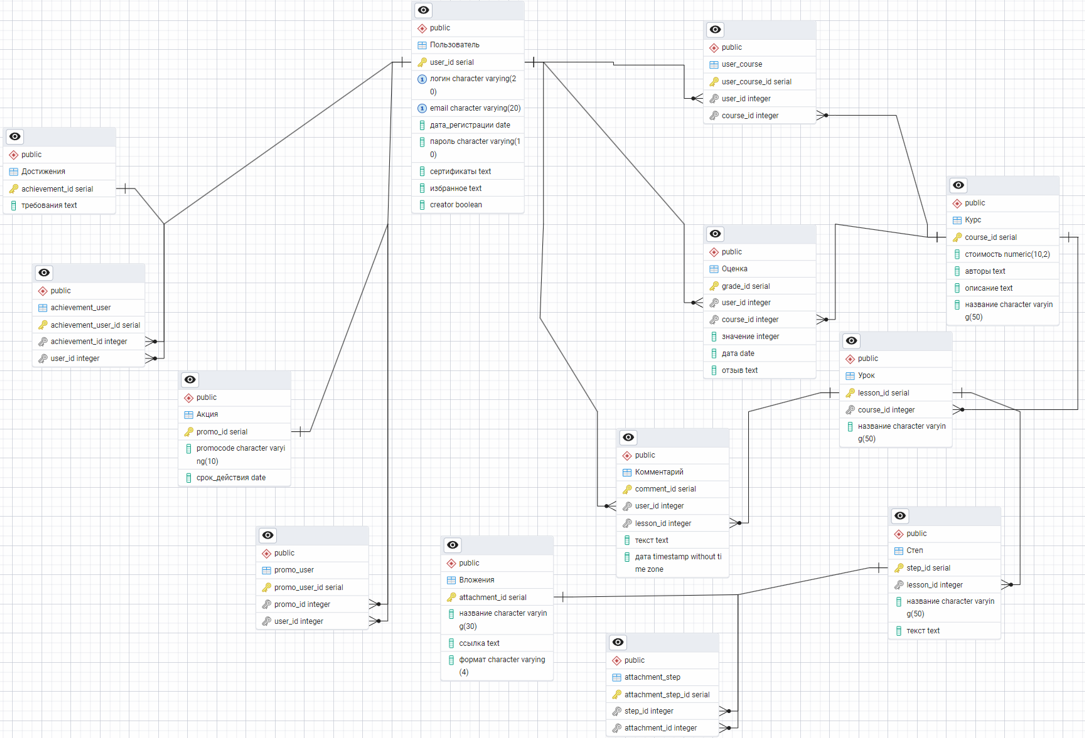 public
Пользователь
user_id serial
логин character varying(2
0)
email character varying(20)
дата_регистрации date
пароль character varying(1
0)
сертификаты text
избранное text
creator boolean
public
user_course
user_course_id serial
user_id integer
course_id integer
public
Достижения
achievement_id serial
требования text
public
Курс
course_id serial
стоимость numeric(10,2)
авторы text
описание text
название character varyin
g(50)
public
Оценка
grade_id serial
user_id integer
course_id integer
значение integer
дата date
отзыв text
public
achievement_user
achievement_user_id serial
achievement_id integer
user_id integer
public
Урок
lesson_id serial
course_id integer
название character varyin
g(50)
public
Акция
promo_id serial
promocode character varyi
ng(10)
срок_действия date
public
Комментарий
comment_id serial
user_id integer
lesson_id integer
текст text
дата timestamp without ti
me zone
public
Степ
step_id serial
lesson_id integer
название character varyin
g(50)
текст text
public
promo_user
promo_user_id serial
promo_id integer
user_id integer
public
Вложения
attachment_id serial
название character varyin
g(30)
ссылка text
формат character varying
(4)
public
attachment_step
attachment_step_id serial
step_id integer
attachment_id integer